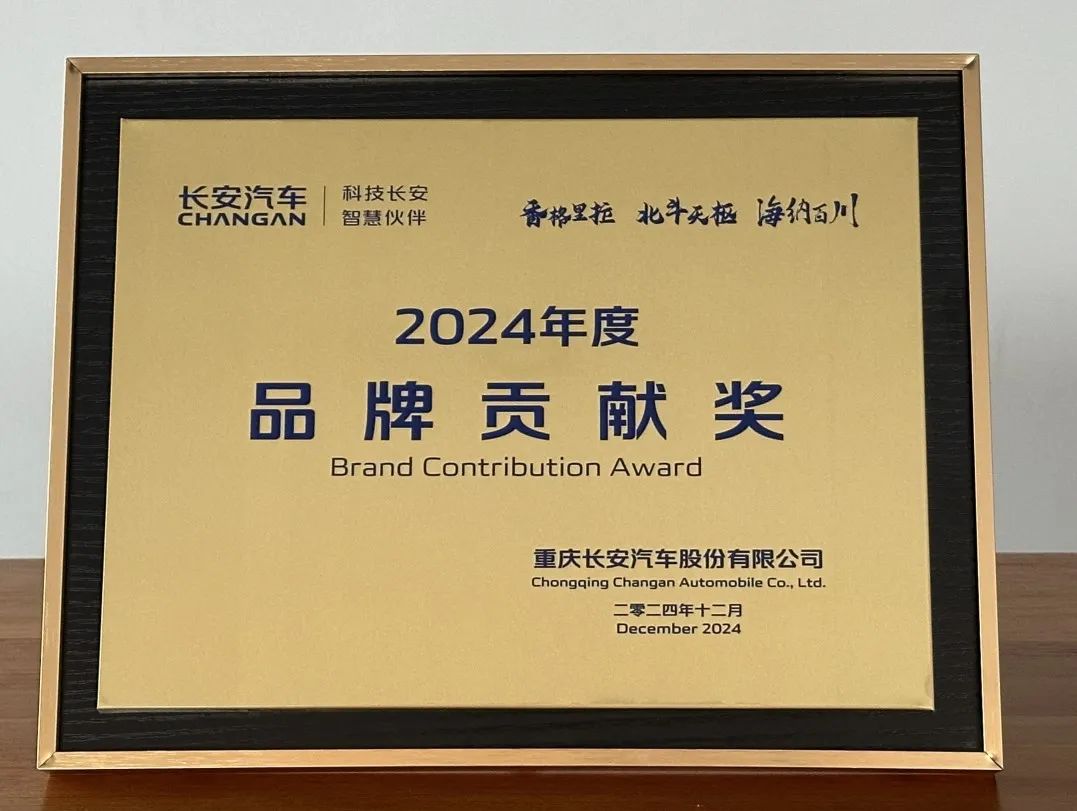 长安汽车
CHANGAN
科技长安
智慧伙伴
香格里拉 北斗天枢 海纳百川
2024年度
品牌贡献奖
Brand Contribution Award
重庆长安汽车股份有限公司
Chongqing Changan Automobile Co., Ltd.
二零二四年十二月
December 2024